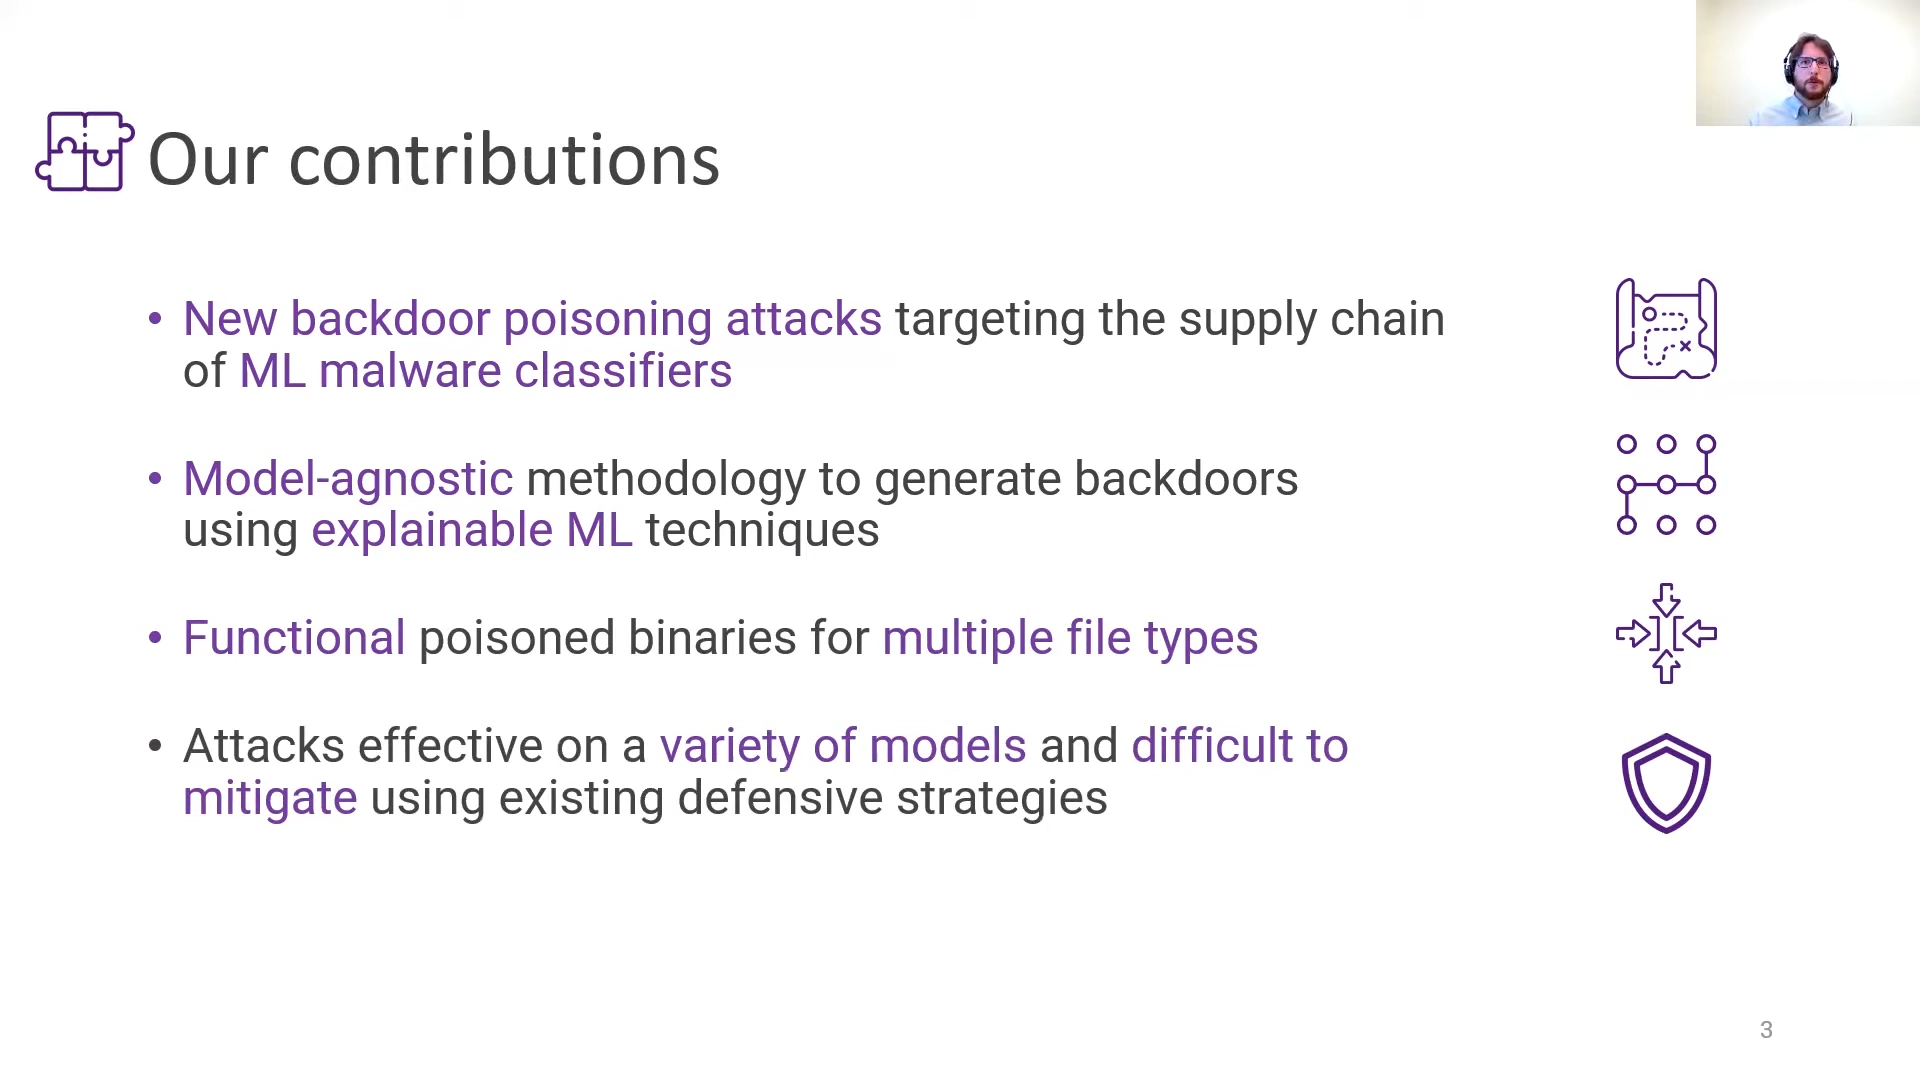 Our contributions
• New backdoor poisoning attacks targeting the supply chain
of ML malware classifiers
• Model-agnostic methodology to generate backdoors
using explainable ML techniques
• Functional poisoned binaries for multiple file types
• Attacks effective on a variety of models and difficult to
mitigate using existing defensive strategies
3